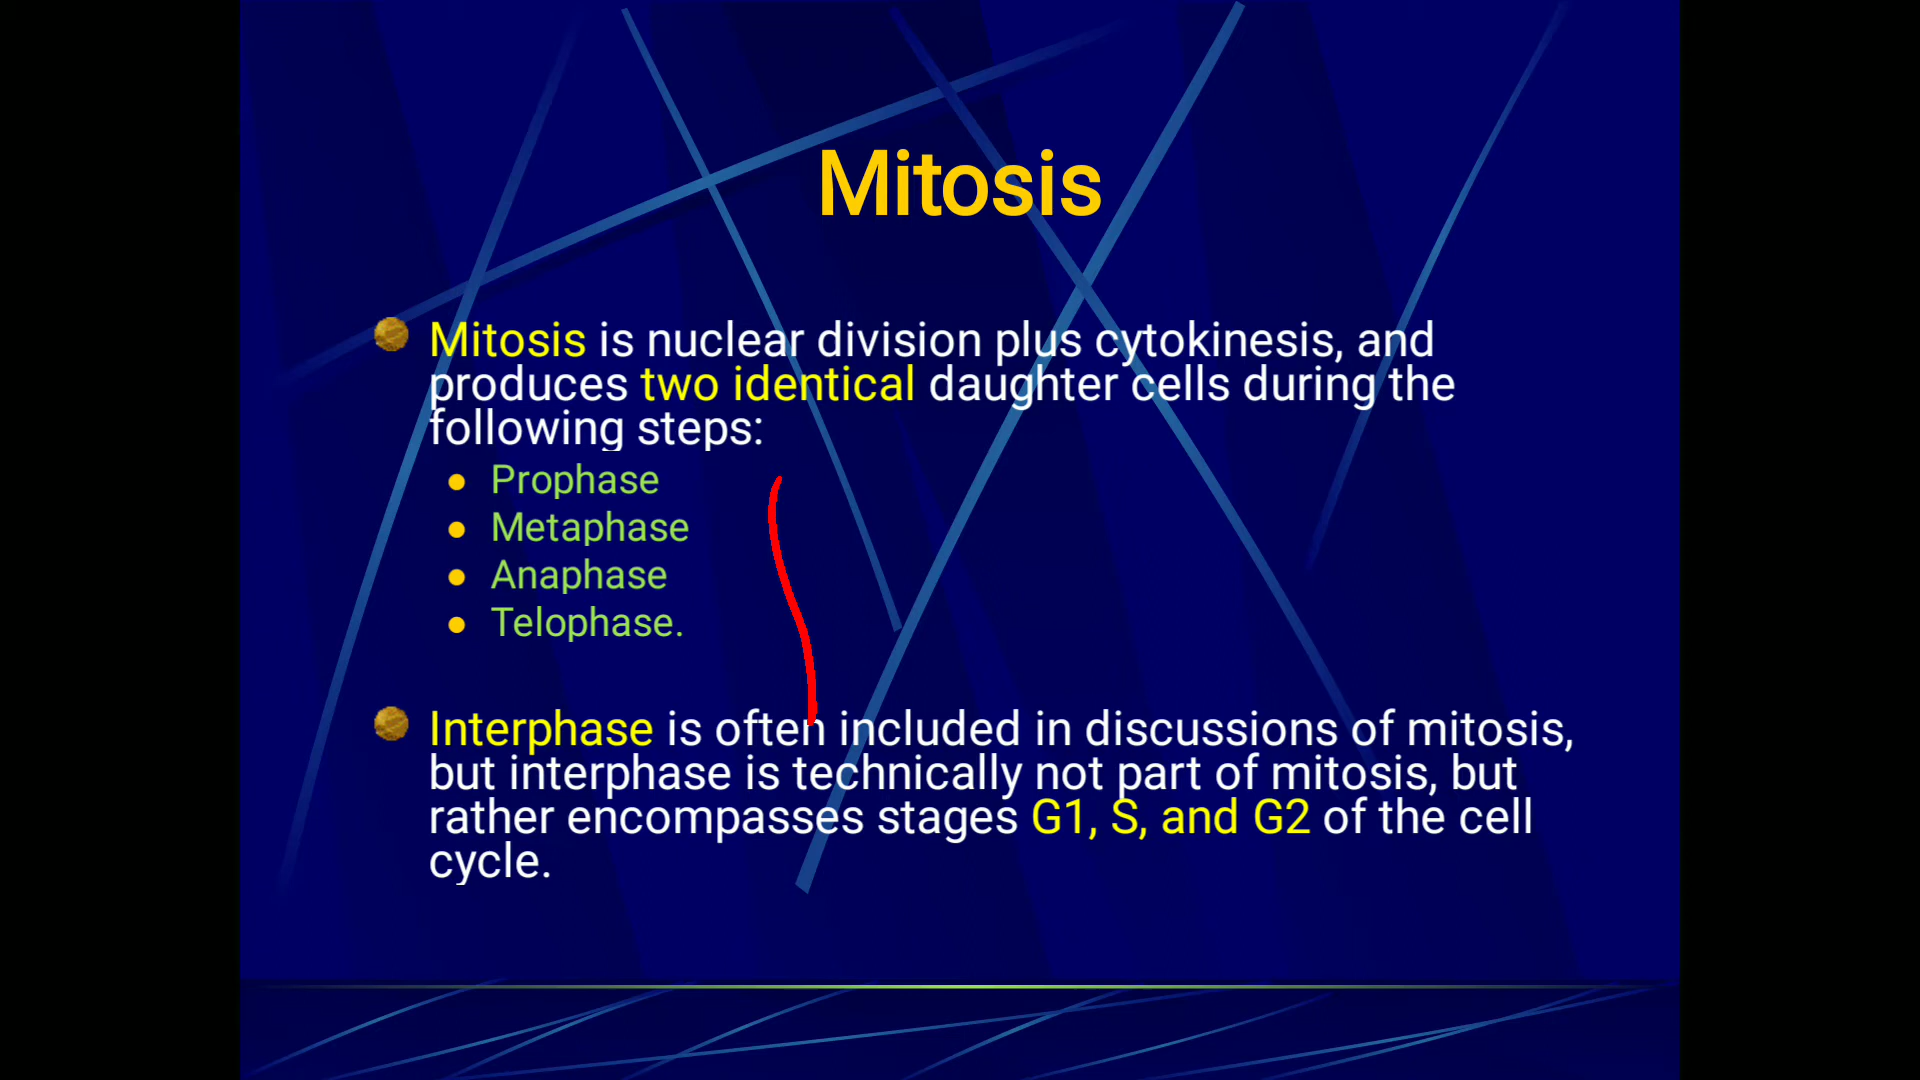 Mitosis
Mitosis is nuclear division plus cytokinesis, and
produces two identical daughter cells during the
following steps:
Prophase
Metaphase
Anaphase
Telophase.
Interphase is often included in discussions of mitosis,
but interphase is technically not part of mitosis, but
rather encompasses stages G1, S, and G2 of the cell
cycle.